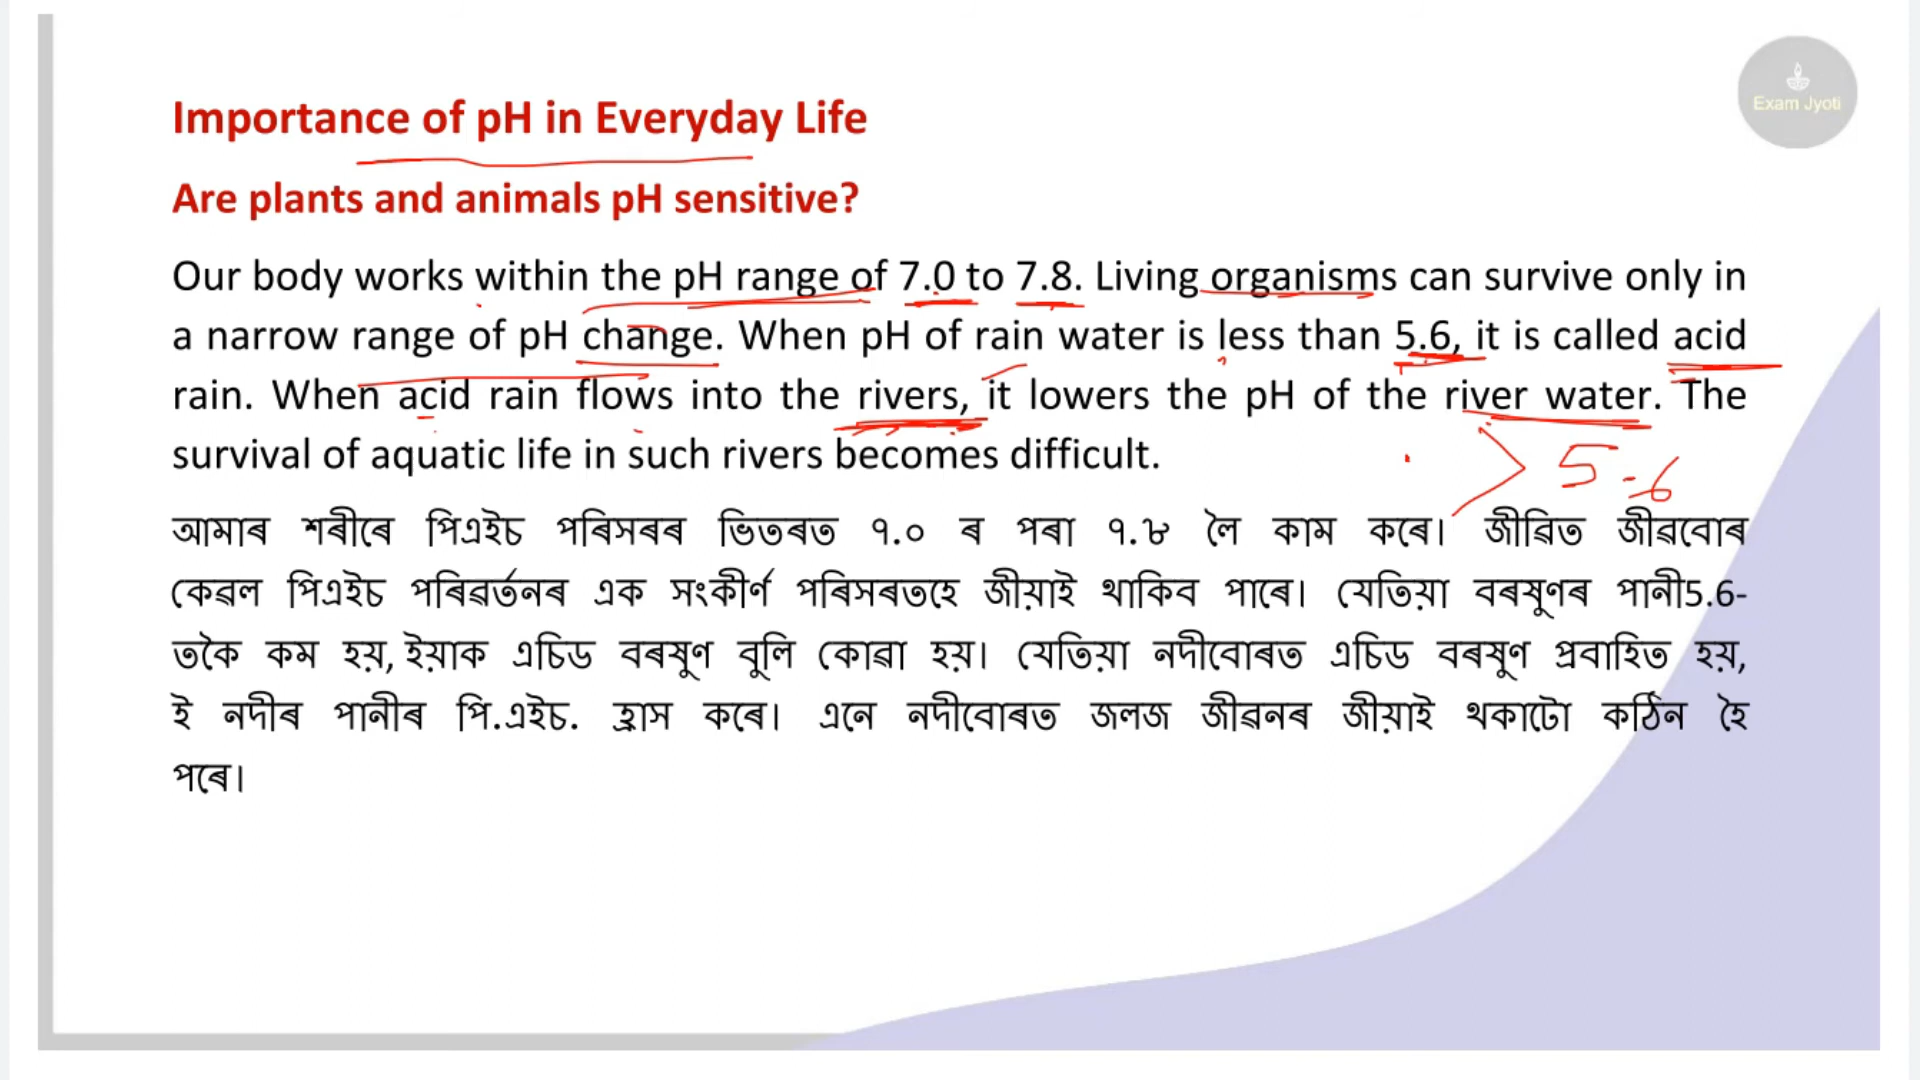 Exam Jyoti
Importance of pH in Everyday Life
Are plants and animals pH sensitive?
Our body works within the pH range of 7.0 to 7.8. Living organisms can survive only in
a narrow range of pH change. When pH of rain water is less than 5.6, it is called acid
rain. When acid rain flows into the rivers, it lowers the pH of the river water. The
survival of aquatic life in such rivers becomes difficult.
> 5.6
আমাৰ শৰীৰে পিএইচ পৰিসৰৰ ভিতৰত ৭.০ ৰ পৰা ৭.৮ লৈ কাম কৰে। জীৱিত জীৱবোৰ
কেৱল পিএইচ পৰিৱৰ্তনৰ এক সংকীৰ্ণ পৰিসৰতহে জীয়াই থাকিব পাৰে। যেতিয়া বৰষুণৰ পানী5.6-
তকৈ কম হয়, ইয়াক এচিড বৰষুণ বুলি কোৱা হয়। যেতিয়া নদীবোৰত এচিড বৰষুণ প্ৰবাহিত হয়,
ই নদীৰ পানীৰ পি.এইচ. হ্ৰাস কৰে। এনে নদীবোৰত জলজ জীৱনৰ জীয়াই থকাটো কঠিন হৈ
পৰে।